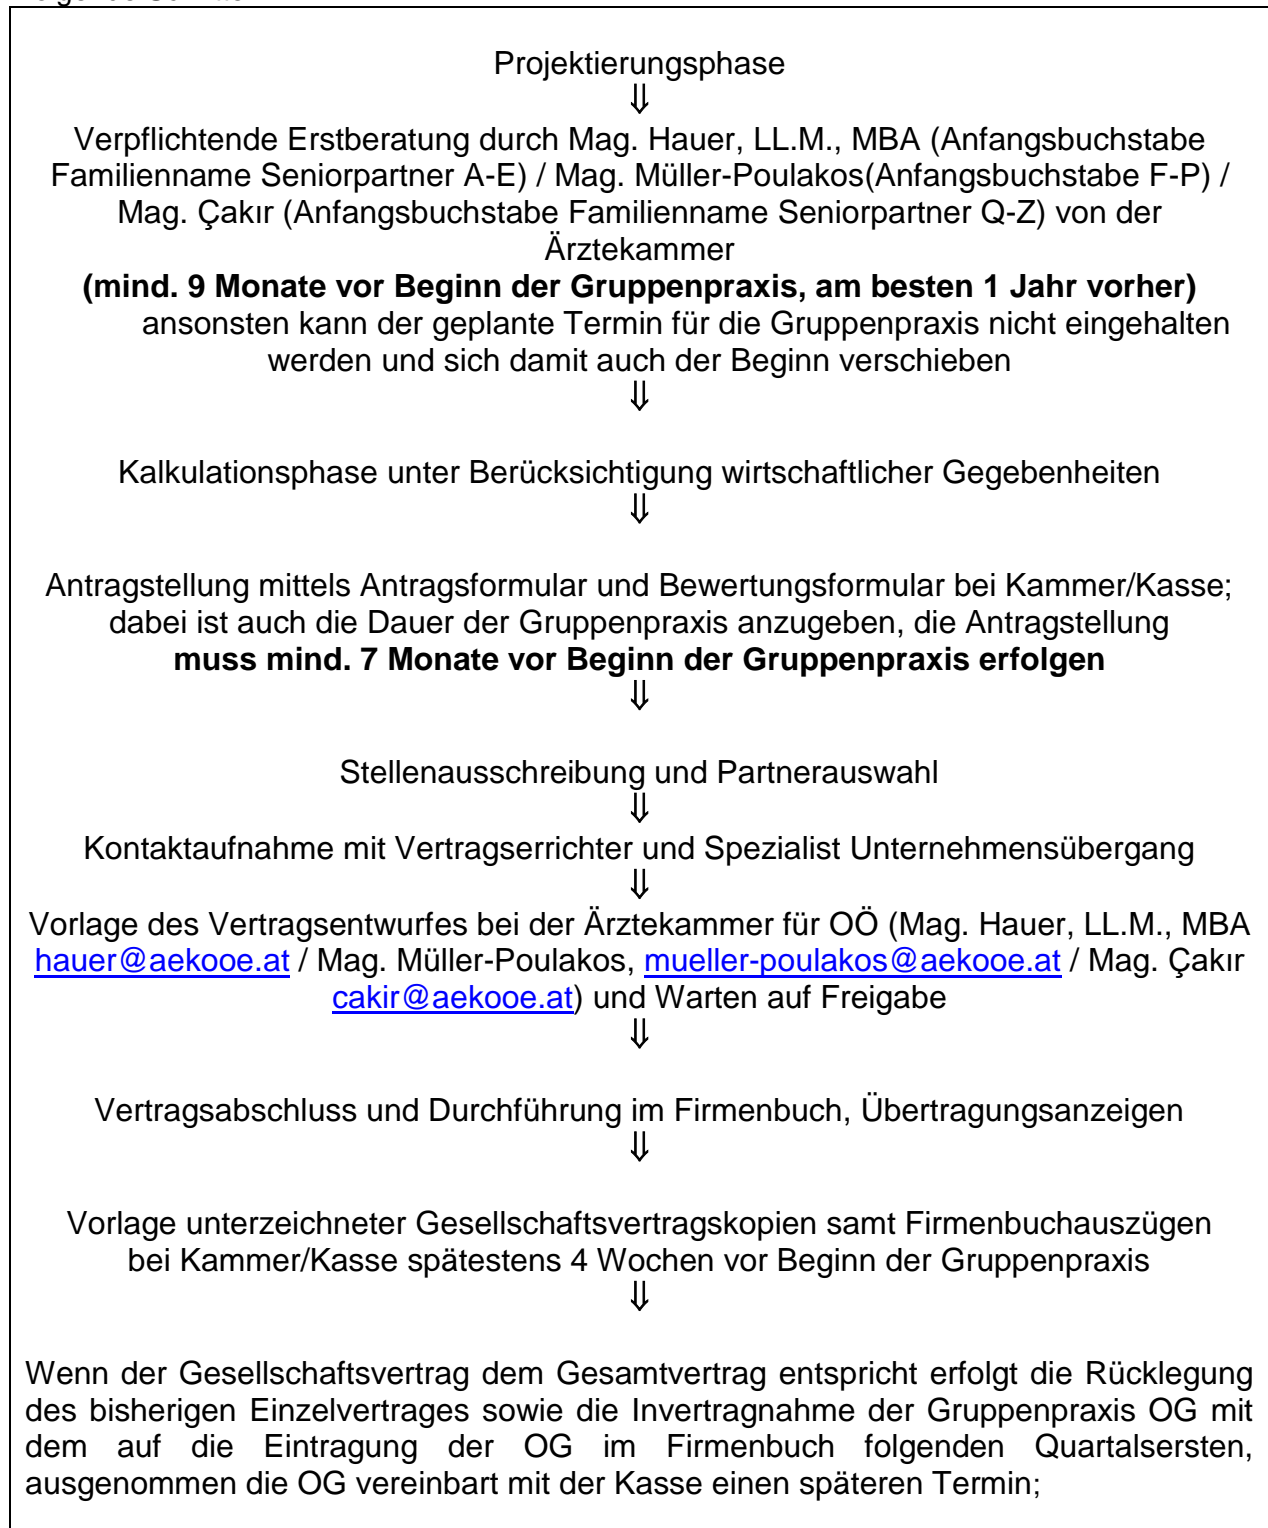 Projektierungsphase
⇓
Verpflichtende Erstberatung durch Mag. Hauer, LL.M., MBA (Anfangsbuchstabe
Familienname Seniorpartner A-E) / Mag. Müller-Poulakos(Anfangsbuchstabe F-P) /
Mag. Çakır (Anfangsbuchstabe Familienname Seniorpartner Q-Z) von der
Ärztekammer
(mind. 9 Monate vor Beginn der Gruppenpraxis, am besten 1 Jahr vorher)
ansonsten kann der geplante Termin für die Gruppenpraxis nicht eingehalten
werden und sich damit auch der Beginn verschieben
⇓
Kalkulationsphase unter Berücksichtigung wirtschaftlicher Gegebenheiten
⇓
Antragstellung mittels Antragsformular und Bewertungsformular bei Kammer/Kasse;
dabei ist auch die Dauer der Gruppenpraxis anzugeben, die Antragstellung
muss mind. 7 Monate vor Beginn der Gruppenpraxis erfolgen
⇓
Stellenausschreibung und Partnerauswahl
⇓
Kontaktaufnahme mit Vertragserrichter und Spezialist Unternehmensübergang
⇓
Vorlage des Vertragsentwurfes bei der Ärztekammer für OÖ (Mag. Hauer, LL.M., MBA
hauer@aekooe.at / Mag. Müller-Poulakos, mueller-poulakos@aekooe.at / Mag. Çakır
cakir@aekooe.at) und Warten auf Freigabe
⇓
Vertragsabschluss und Durchführung im Firmenbuch, Übertragungsanzeigen
⇓
Vorlage unterzeichneter Gesellschaftsvertragskopien samt Firmenbuchauszügen
bei Kammer/Kasse spätestens 4 Wochen vor Beginn der Gruppenpraxis
⇓
Wenn der Gesellschaftsvertrag dem Gesamtvertrag entspricht erfolgt die Rücklegung
des bisherigen Einzelvertrages sowie die Invertragnahme der Gruppenpraxis OG mit
dem auf die Eintragung der OG im Firmenbuch folgenden Quartalsersten,
ausgenommen die OG vereinbart mit der Kasse einen späteren Termin;